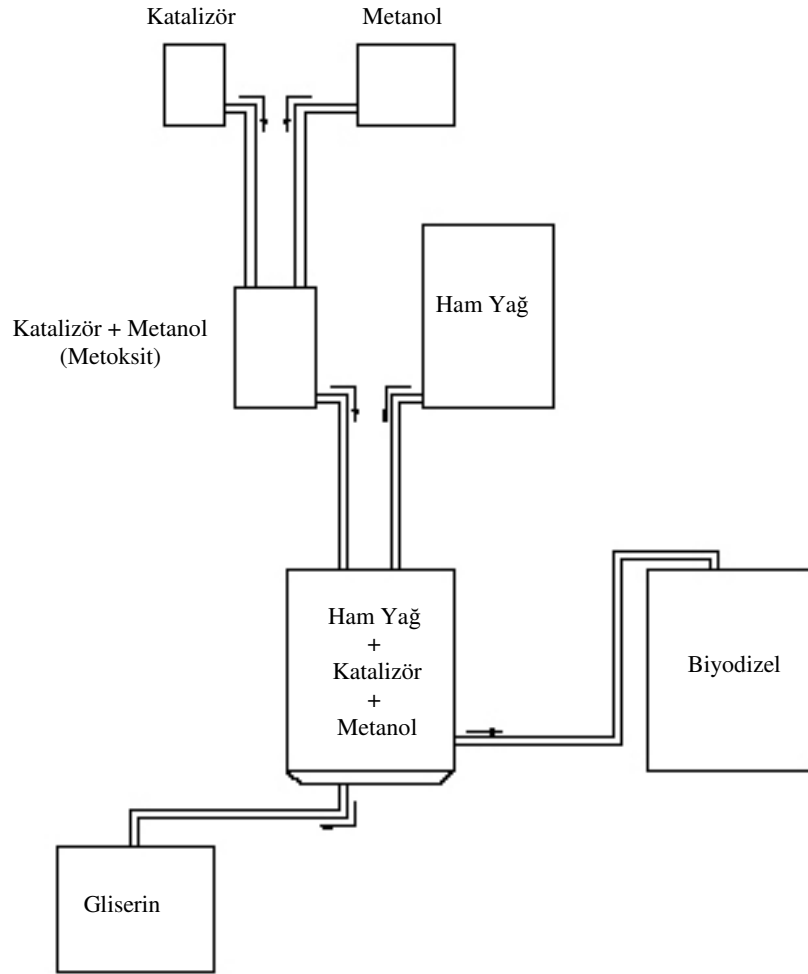 Katalizör
Metanol
Katalizör + Metanol
(Metoksit)
Ham Yağ
Ham Yağ
+
Katalizör
+
Metanol
Biyodizel
Gliserin